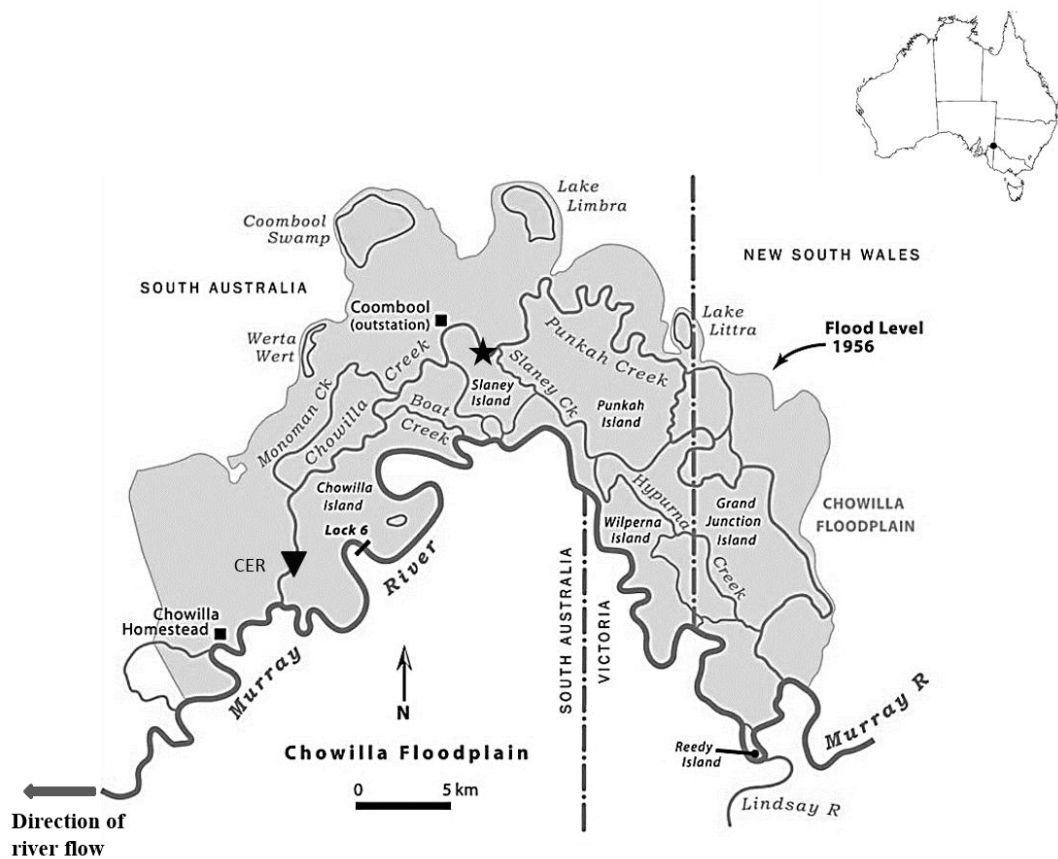 Lake
Limbra
Coombool
Swamp
NEW SOUTH WALES
SOUTH AUSTRALIA
Lake
Littra
Flood Level
1956
Coombool
(outstation)
Werta
Wert
Punkah Creek
Slaney Ck
Slaney
Island
Creek
Chowilla
Monoman Ck
Boat
Creek
Punkah
Island
Chowilla
Island
Hypurna
Creek
Grand
Junction
Island
CHOWILLA
FLOODPLAIN
Wilperna
Island
Lock 6
CER
River
Murray
Chowilla
Homestead
SOUTH AUSTRALIA
VICTORIA
N
Chowilla Floodplain
0 5 km
Reedy
Island
Murray R
Lindsay R
Direction of
river flow